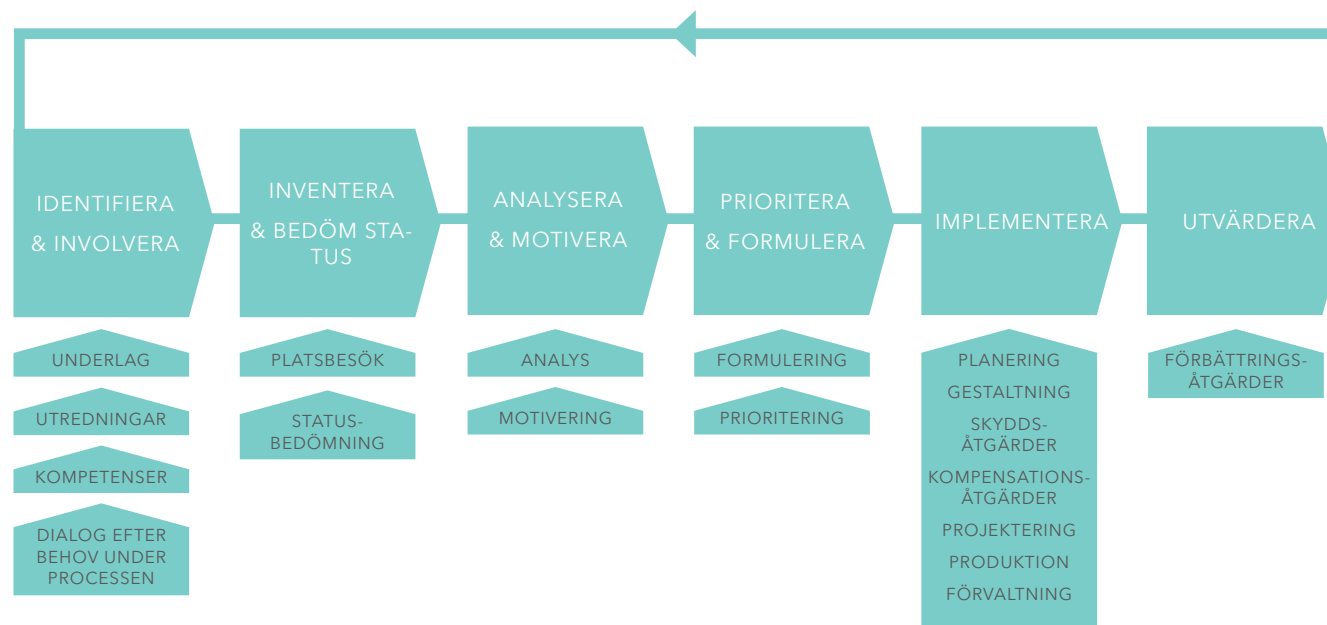 IDENTIFIERA
& INVOLVERA
INVENTERA
& BEDÖM STA-
TUS
ANALYSERA
& MOTIVERA
PRIORITERA
& FORMULERA
IMPLEMENTERA
UTVÄRDERA
UNDERLAG
UTREDNINGAR
KOMPETENSER
DIALOG EFTER
BEHOV UNDER
PROCESSEN
PLATSBESÖK
STATUS-
BEDÖMNING
ANALYS
MOTIVERING
FORMULERING
PRIORITERING
PLANERING
GESTALTNING
SKYDDS-
ÅTGÄRDER
KOMPENSATIONS-
ÅTGÄRDER
PROJEKTERING
PRODUKTION
FÖRVALTNING
FÖRBÄTTRINGS-
ÅTGÄRDER